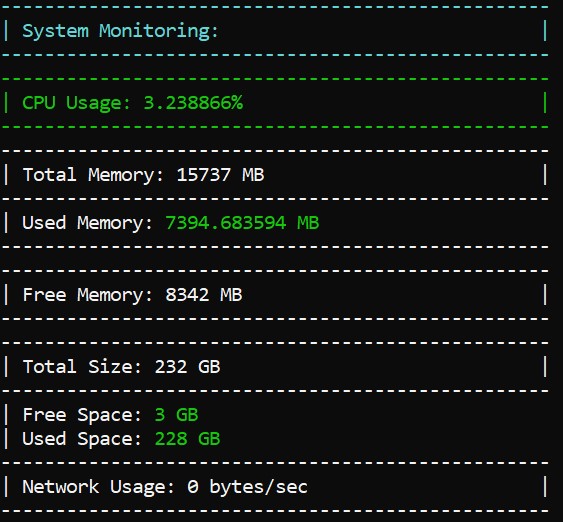 --------------------------------------------------
| System Monitoring: |
--------------------------------------------------
--------------------------------------------------
| CPU Usage: 3.238866% |
--------------------------------------------------
--------------------------------------------------
| Total Memory: 15737 MB |
--------------------------------------------------
| Used Memory: 7394.683594 MB
--------------------------------------------------
--------------------------------------------------
| Free Memory: 8342 MB |
--------------------------------------------------
--------------------------------------------------
| Total Size: 232 GB |
--------------------------------------------------
| Free Space: 3 GB
| Used Space: 228 GB
--------------------------------------------------
| Network Usage: 0 bytes/sec |
--------------------------------------------------